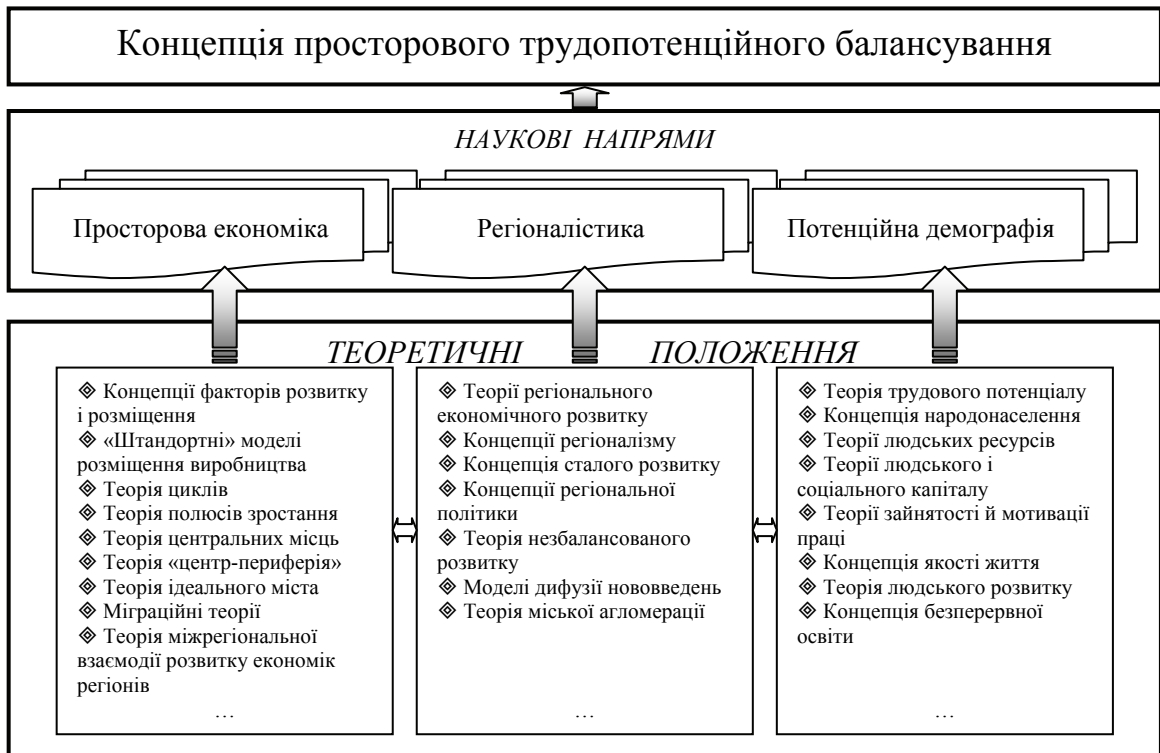 Концепція просторового трудопотенційного балансування
НАУКОВІ НАПРЯМИ
Просторова економіка
Регіоналістика
Потенційна демографія
ТЕОРЕТИЧНІ ПОЛОЖЕННЯ
◈ Концепції факторів розвитку
і розміщення
◈ «Штандортні» моделі
розміщення виробництва
◈ Теорія циклів
◈ Теорія полюсів зростання
◈ Теорія центральних місць
◈ Теорія «центр-периферія»
◈ Теорія ідеального міста
◈ Міграційні теорії
◈ Теорія міжрегіональної
взаємодії розвитку економік
регіонів
…
◈ Теорії регіонального
економічного розвитку
◈ Концепції регіоналізму
◈ Концепція сталого розвитку
◈ Концепції регіональної
політики
◈ Теорія незбалансованого
розвитку
◈ Моделі дифузії нововведень
◈ Теорія міської агломерації
…
◈ Теорія трудового потенціалу
◈ Концепція народонаселення
◈ Теорії людських ресурсів
◈ Теорії людського і
соціального капіталу
◈ Теорії зайнятості й мотивації
праці
◈ Концепція якості життя
◈ Теорія людського розвитку
◈ Концепція безперервної
освіти
…